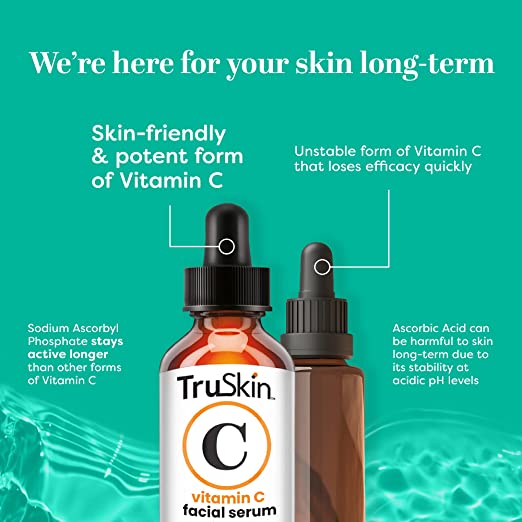 We're here for your skin long-term
Skin-friendly
& potent form
of Vitamin C
Unstable form of Vitamin C
that loses efficacy quickly
Sodium Ascorbyl
Phosphate stays
active longer
than other forms
of Vitamin C
Ascorbic Acid can
be harmful to skin
long-term due to
its stability at
acidic pH levels
TruSkin™
C
vitamin C
facial serum